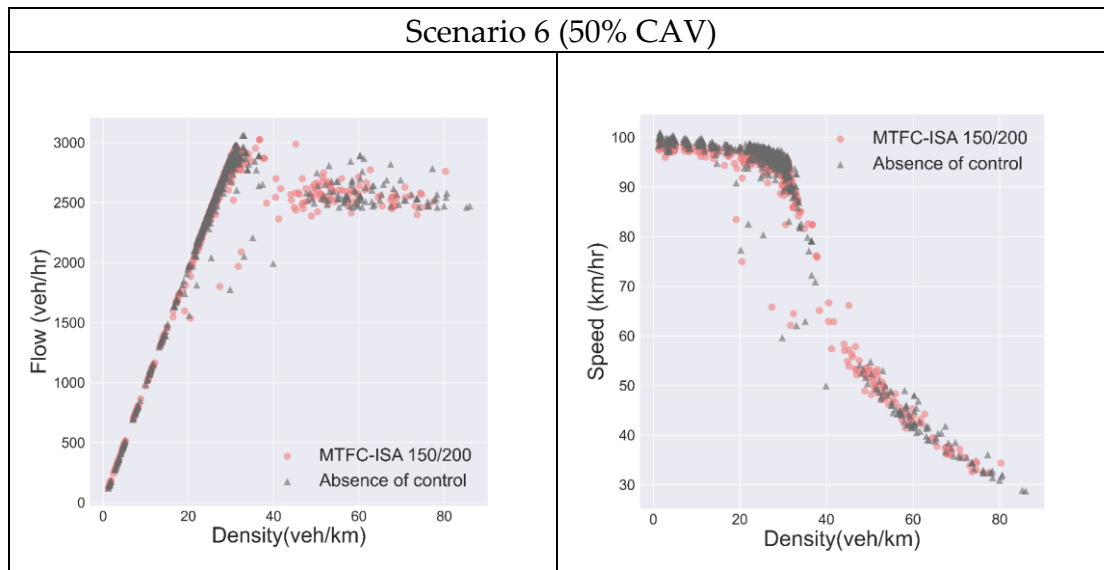 Scenario 6 (50% CAV)
Flow (veh/hr)
3000
2500
2000
1500
1000
500
0
MTFC-ISA 150/200
Absence of control
0 20 40 60 80
Density(veh/km)
Speed (km/hr)
100
90
80
70
60
50
40
30
MTFC-ISA 150/200
Absence of control
0 20 40 60 80
Density(veh/km)